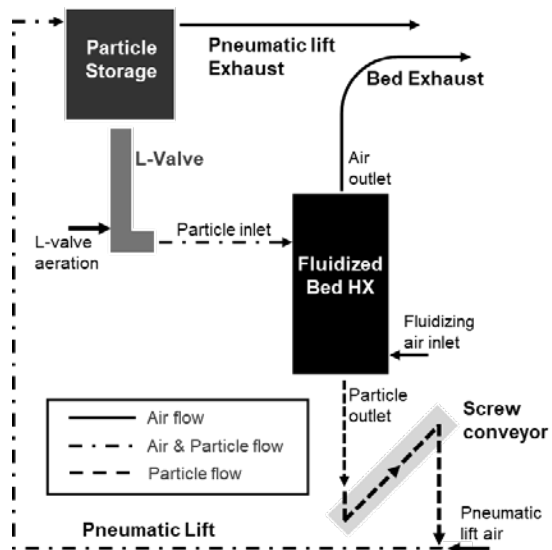 Particle
Storage
Pneumatic lift
Exhaust
Bed Exhaust
L-Valve
Air
outlet
L-valve
aeration
Particle inlet
Fluidized
Bed HX
Fluidizing
air inlet
Particle
outlet
Screw
conveyor
Air flow
Air & Particle flow
Particle flow
Pneumatic Lift
Pneumatic
lift air